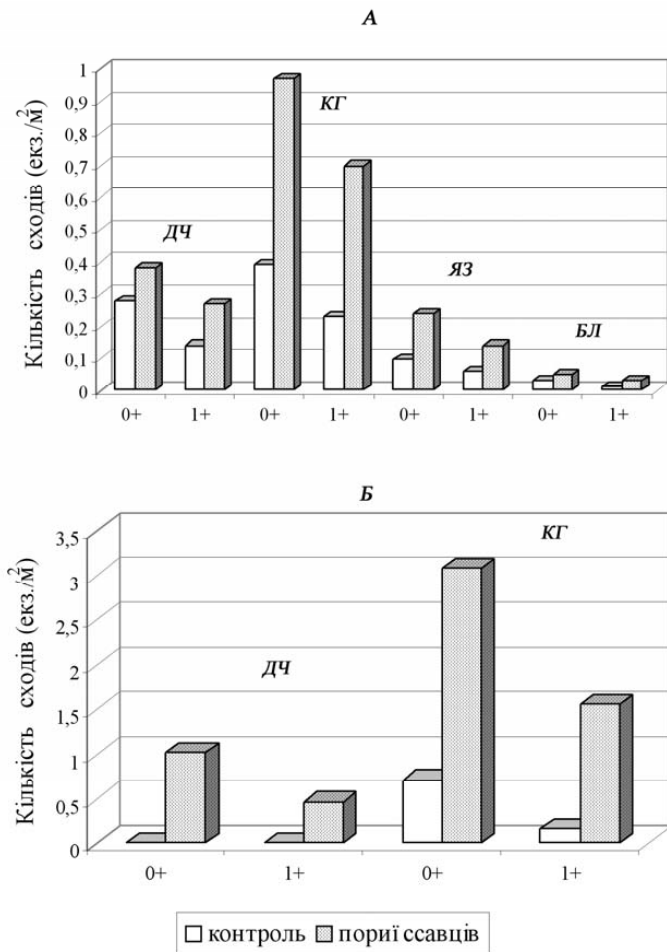 А
Кількість сходів (екз./м²)
1
0,9
0,8
0,7
0,6
0,5
0,4
0,3
0,2
0,1
0
ДЧ
КГ
ЯЗ
БЛ
0+ 1+ 0+ 1+ 0+ 1+ 0+ 1+
Б
Кількість сходів (екз./м²)
3,5
3
2,5
2
1,5
1
0,5
0
ДЧ
КГ
0+ 1+ 0+ 1+
контроль пориї ссавців